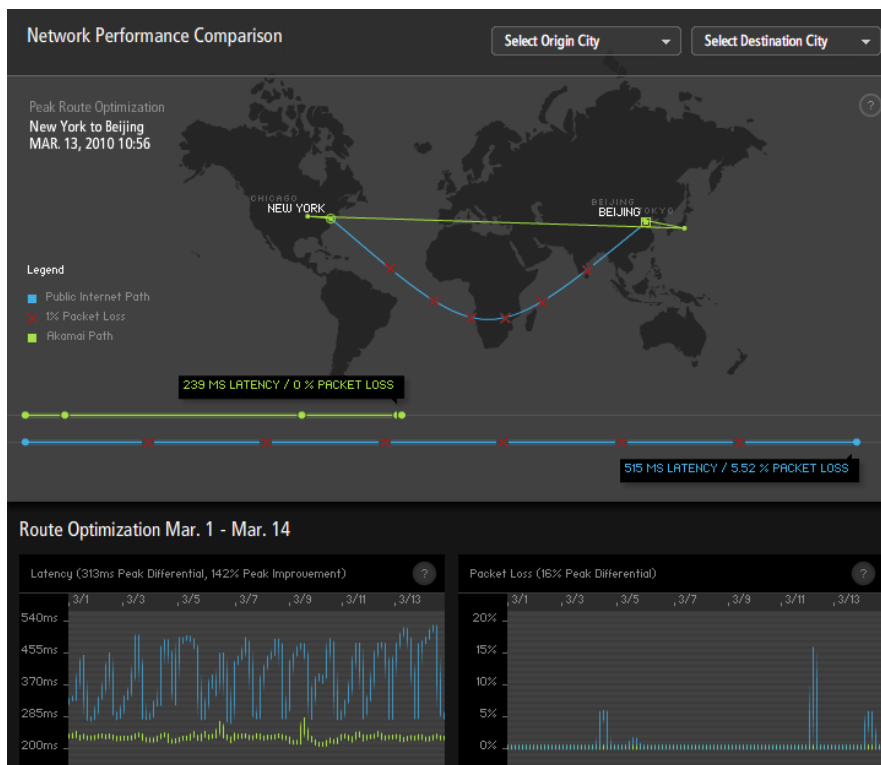 Network Performance Comparison
Select Origin City
Select Destination City
Peak Route Optimization
New York to Beijing
MAR. 13, 2010 10:56
?
CHICAGO
NEW YORK
BEIJING
BEIJING
TOKYO
Legend
Public Internet Path
1% Packet Loss
Akamai Path
239 MS LATENCY / 0 % PACKET LOSS
515 MS LATENCY / 5.52 % PACKET LOSS
Route Optimization Mar. 1 - Mar. 14
Latency (313ms Peak Differential, 142% Peak Improvement)
?
3/1 3/3 3/5 3/7 3/9 3/11 3/13
540ms
455ms
370ms
285ms
200ms
Packet Loss (16% Peak Differential)
?
3/1 3/3 3/5 3/7 3/9 3/11 3/13
20%
15%
10%
5%
0%